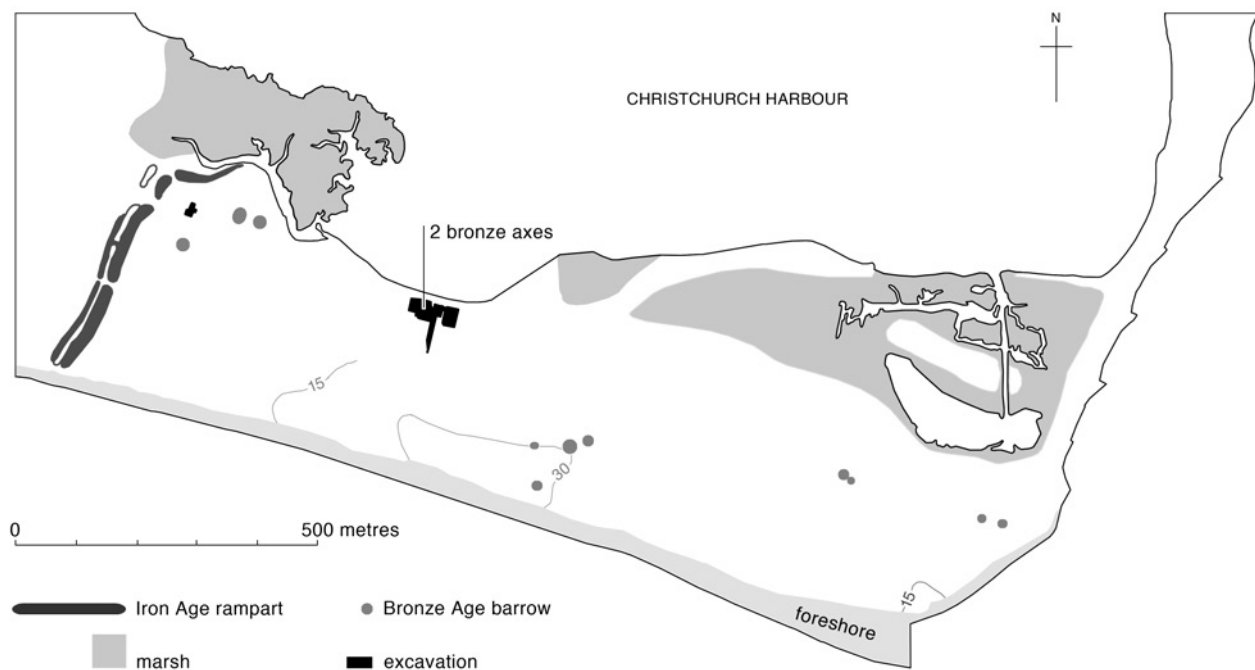 N
CHRISTCHURCH HARBOUR
2 bronze axes
15
30
0 500 metres
15
foreshore
Iron Age rampart
Bronze Age barrow
marsh
excavation